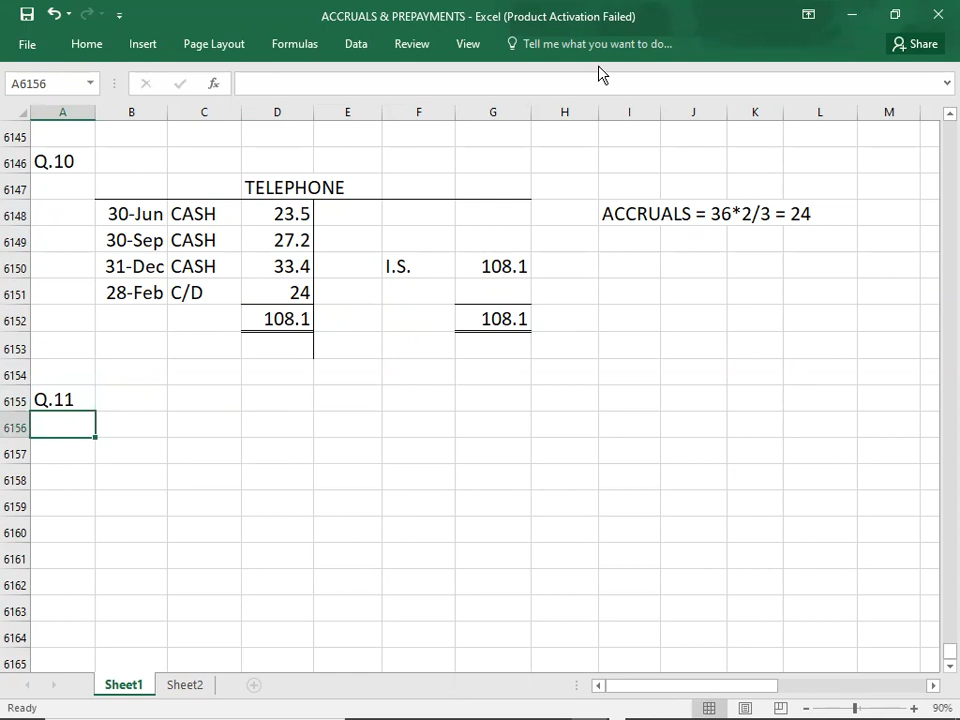 ACCRUALS & PREPAYMENTS - Excel (Product Activation Failed)
File Home Insert Page Layout Formulas Data Review View Tell me what you want to do... Share
A6156 fx
A B C D E F G H I J K L M
6145
6146 Q.10
6147 TELEPHONE
6148 30-Jun CASH 23.5 ACCRUALS = 36*2/3 = 24
6149 30-Sep CASH 27.2
6150 31-Dec CASH 33.4 I.S. 108.1
6151 28-Feb C/D 24
6152 108.1 108.1
6153
6154
6155 Q.11
6156
6157
6158
6159
6160
6161
6162
6163
6164
6165
Sheet1 Sheet2
Ready 90%